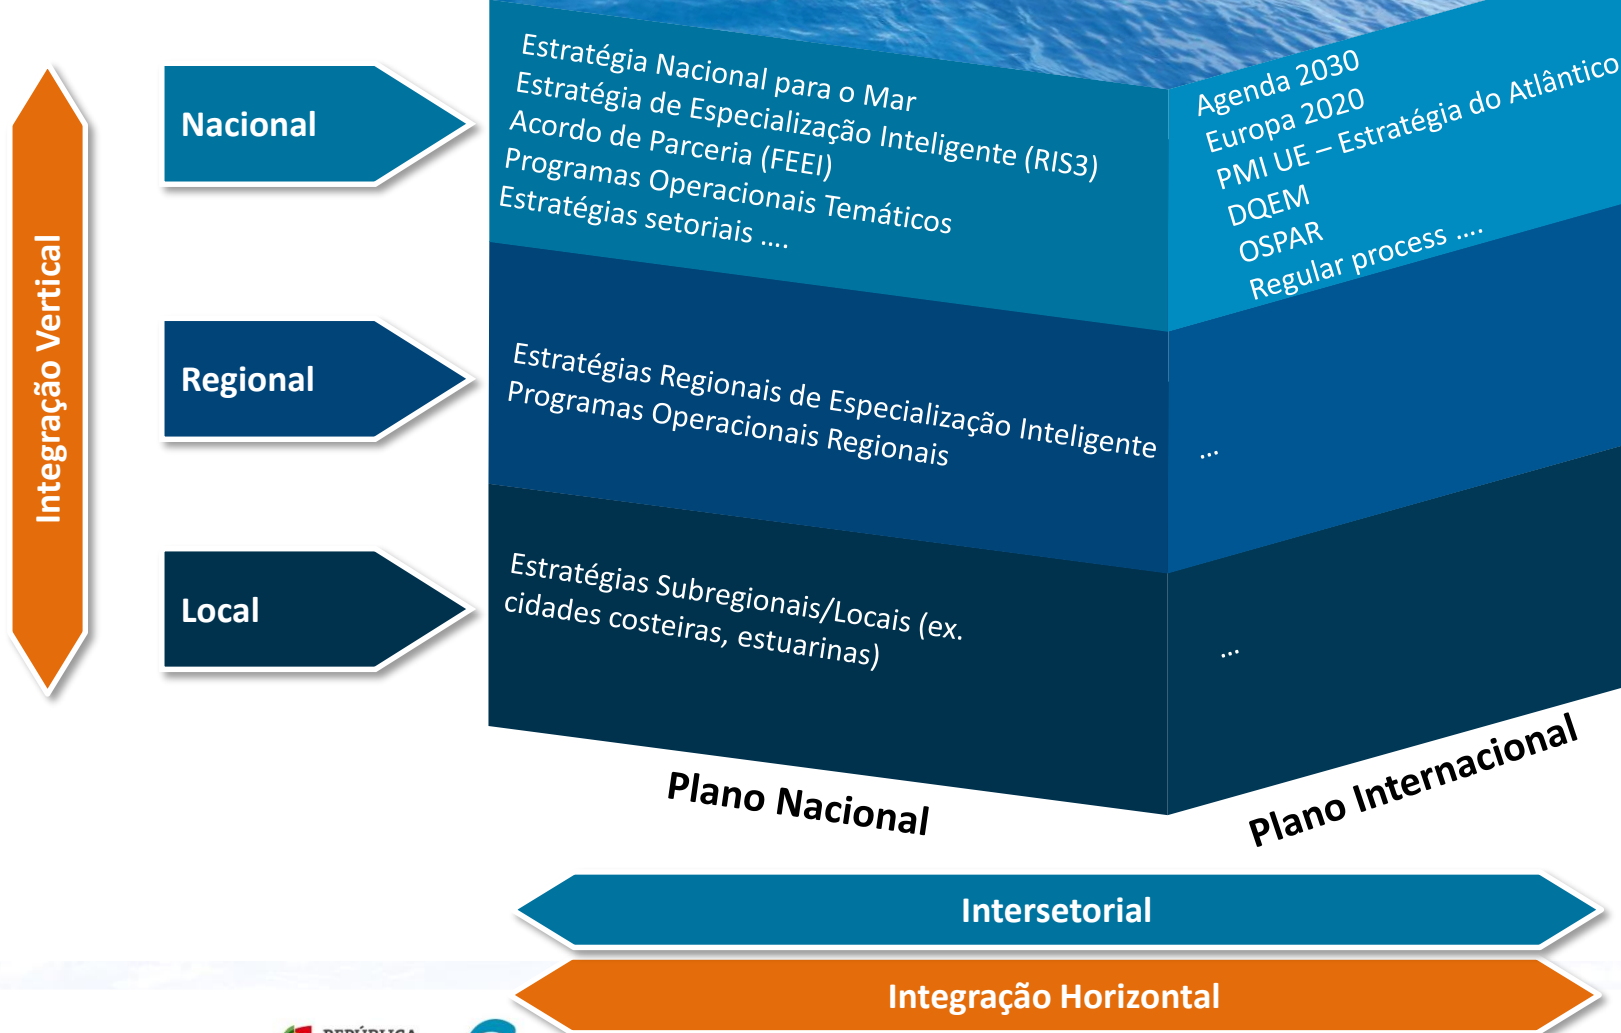 Integração Vertical
Nacional
Regional
Local
Estratégia Nacional para o Mar
Estratégia de Especialização Inteligente (RIS3)
Acordo de Parceria (FEEI)
Programas Operacionais Temáticos
Estratégias setoriais ....
Estratégias Regionais de Especialização Inteligente
Programas Operacionais Regionais
Estratégias Subregionais/Locais (ex.
cidades costeiras, estuarinas)
Agenda 2030
Europa 2020
PMI UE – Estratégia do Atlântico
DQEM
OSPAR
Regular process ....
...
...
Plano Nacional
Plano Internacional
Intersetorial
Integração Horizontal
REPÚBLICA